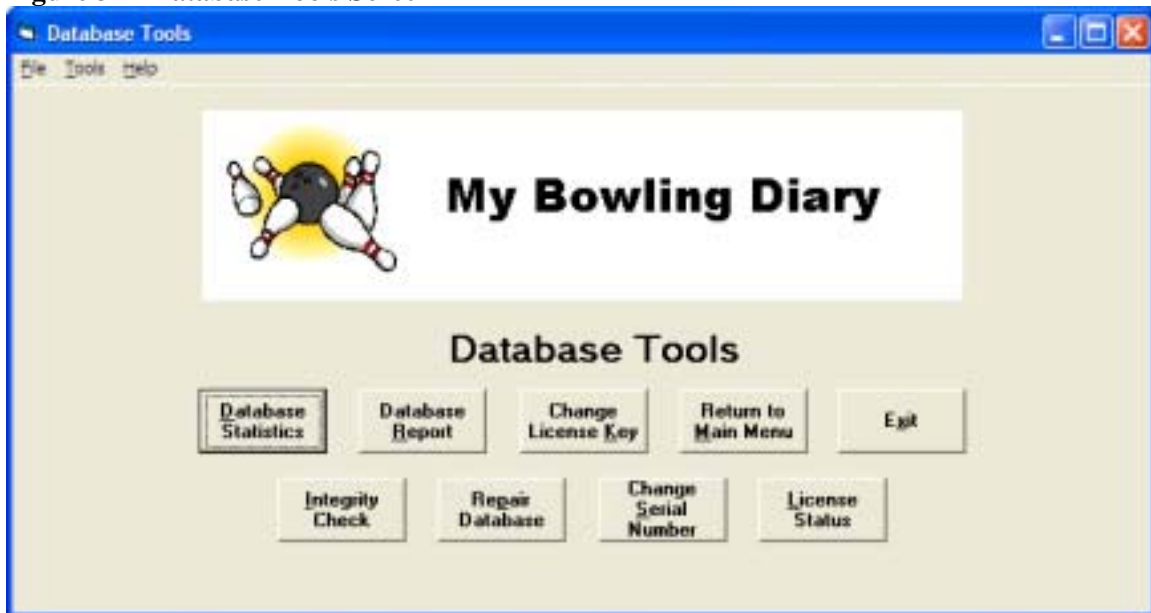 Database Tools
File Tools Help
My Bowling Diary
Database Tools
Database
Statistics
Database
Report
Change
License Key
Return to
Main Menu
Exit
Integrity
Check
Repair
Database
Change
Serial
Number
License
Status